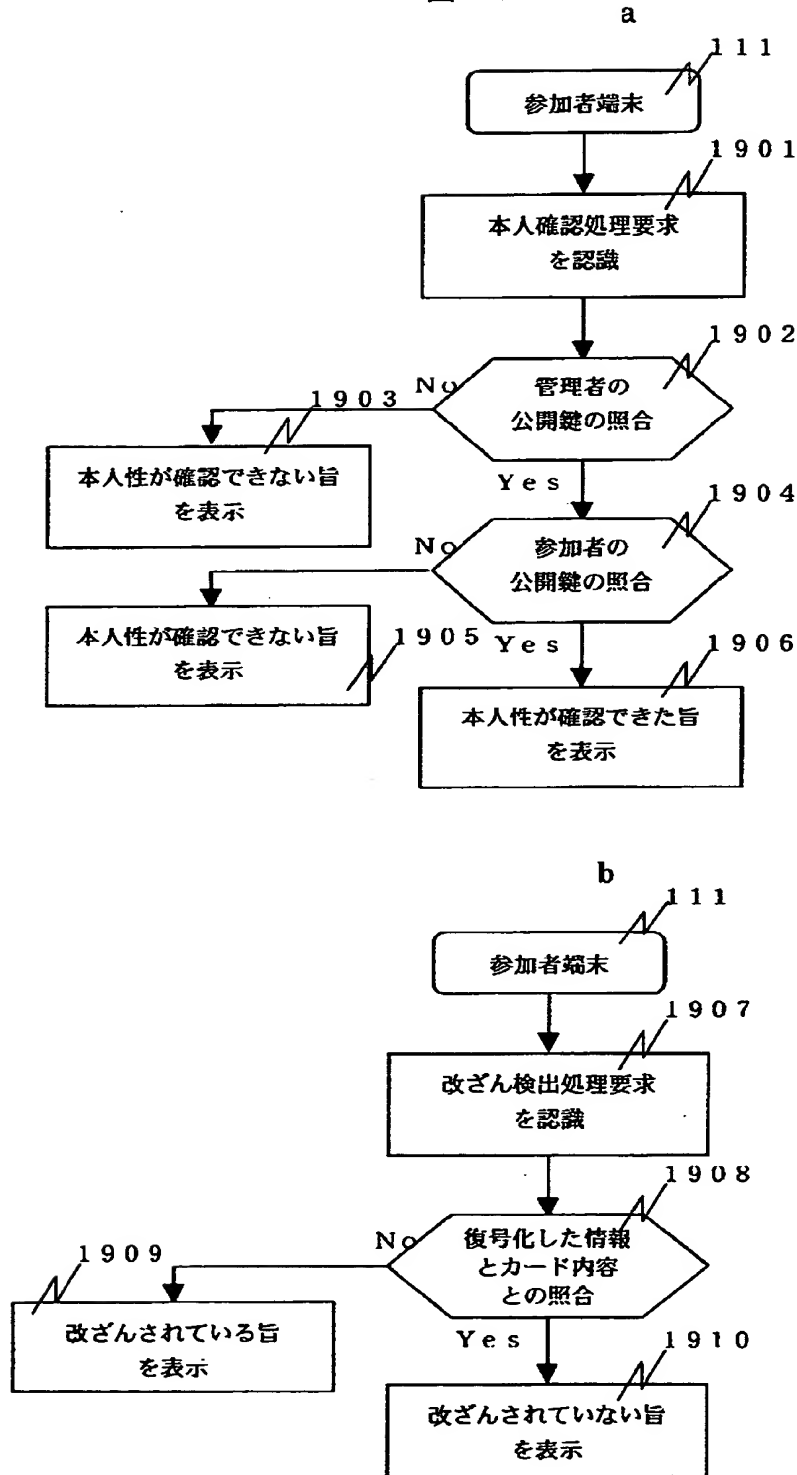 a
111
参加者端末
1901
本人確認処理要求
を認識
1902
管理者の
公開鍵の照合
No
1903
本人性が確認できない旨
を表示
Yes
1904
参加者の
公開鍵の照合
No
本人性が確認できない旨
を表示
1905
Yes
1906
本人性が確認できた旨
を表示
b
111
参加者端末
1907
改ざん検出処理要求
を認識
1908
復号化した情報
とカード内容
との照合
No
1909
改ざんされている旨
を表示
Yes
1910
改ざんされていない旨
を表示